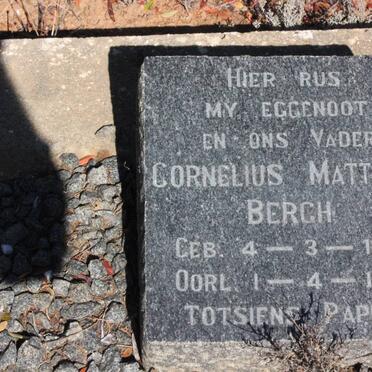 HIER RUS
MY EGGENOOT
EN ONS VADER
CORNELIUS MATT
BERGH
GEB. 4 — 3 — 1
OORL. 1 — 4 — 1
TOTSIENS PAP